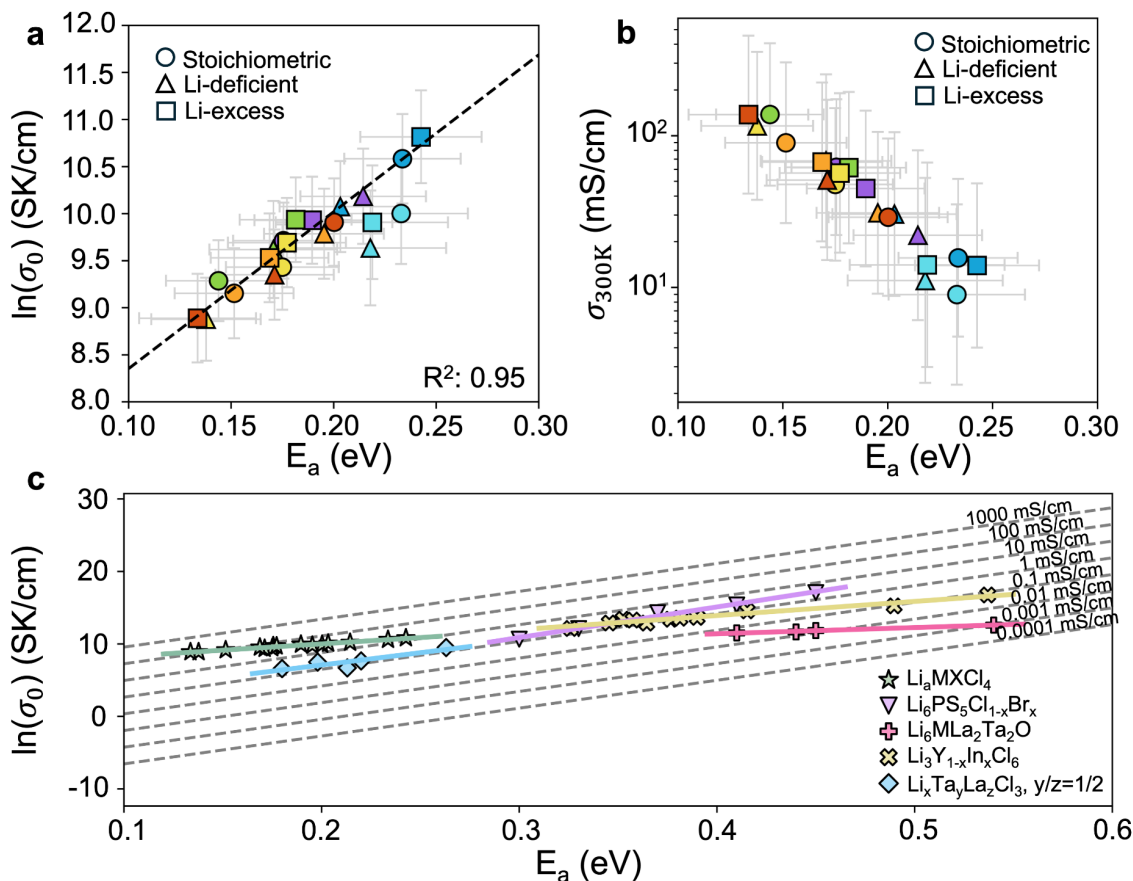 a
12.0
11.5
11.0
10.5
10.0
9.5
9.0
8.5
8.0
ln(σ₀) (SK/cm)
Stoichiometric
Li-deficient
Li-excess
R²: 0.95
0.10 0.15 0.20 0.25 0.30
Eₐ (eV)
b
10²
10¹
σ₃₀₀K (mS/cm)
Stoichiometric
Li-deficient
Li-excess
0.10 0.15 0.20 0.25 0.30
Eₐ (eV)
c
30
20
10
0
-10
ln(σ₀) (SK/cm)
1000 mS/cm
100 mS/cm
10 mS/cm
1 mS/cm
0.1 mS/cm
0.01 mS/cm
0.001 mS/cm
0.0001 mS/cm
LiₐMXCl₄
Li₆PS₅Cl₁₋ₓBrₓ
Li₆MLa₂Ta₂O
Li₃Y₁₋ₓInₓCl₆
LiₓTaᵧLa_zCl₃, y/z=1/2
0.1 0.2 0.3 0.4 0.5 0.6
Eₐ (eV)